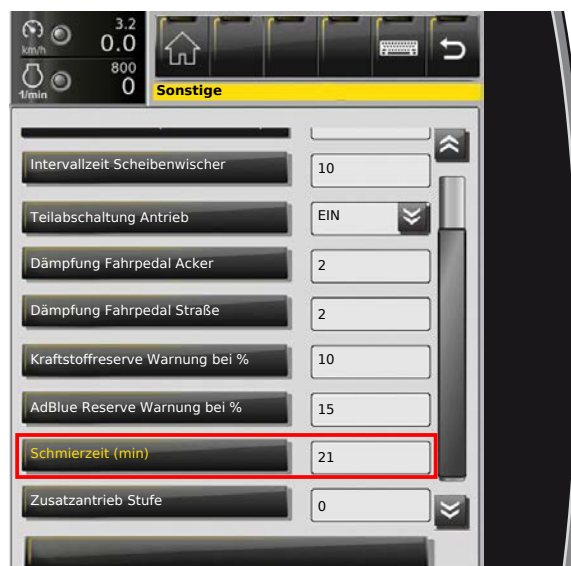 3.2
km/h 0.0
800
1/min 0
Sonstige
Intervallzeit Scheibenwischer 10
Teilabschaltung Antrieb EIN
Dämpfung Fahrpedal Acker 2
Dämpfung Fahrpedal Straße 2
Kraftstoffreserve Warnung bei % 10
AdBlue Reserve Warnung bei % 15
Schmierzeit (min) 21
Zusatzantrieb Stufe 0